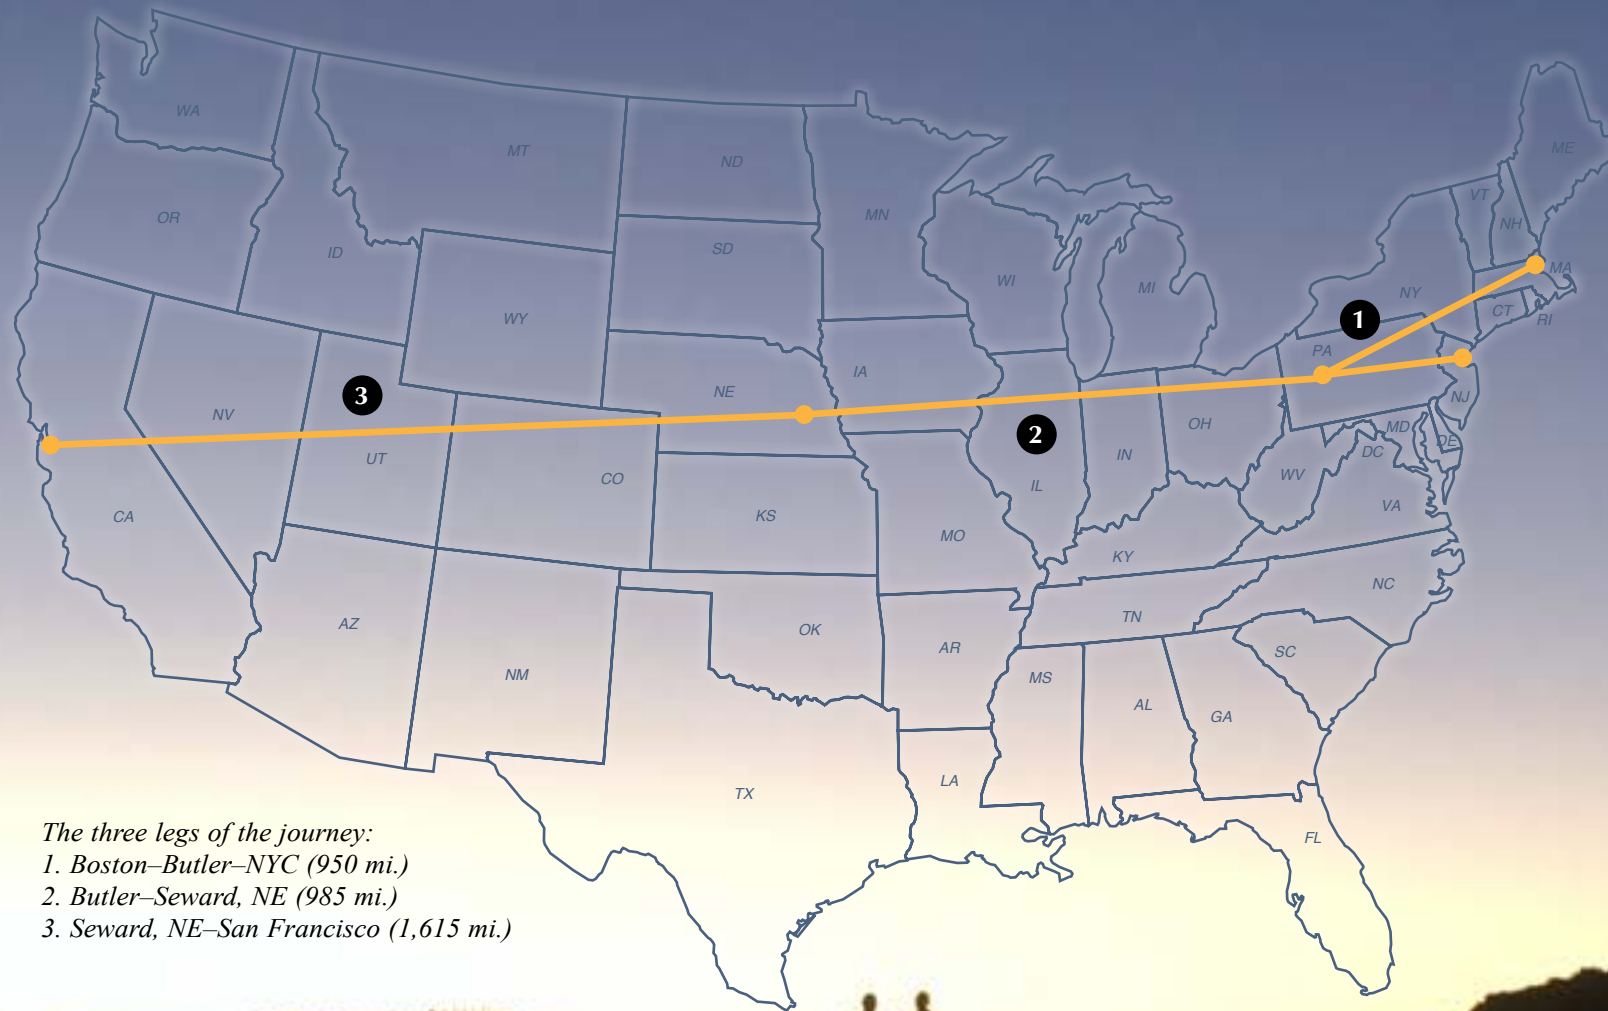 WA
MT
ND
MN
ME
VT
NH
OR
ID
SD
WI
MI
NY
MA
WY
CT
RI
1
PA
IA
NE
3
NV
NJ
UT
CO
2
OH
MD
DE
DC
IN
WV
IL
CA
KS
VA
MO
KY
NC
AZ
OK
TN
AR
SC
NM
MS
AL
GA
LA
TX
FL
The three legs of the journey:
1. Boston–Butler–NYC (950 mi.)
2. Butler–Seward, NE (985 mi.)
3. Seward, NE–San Francisco (1,615 mi.)